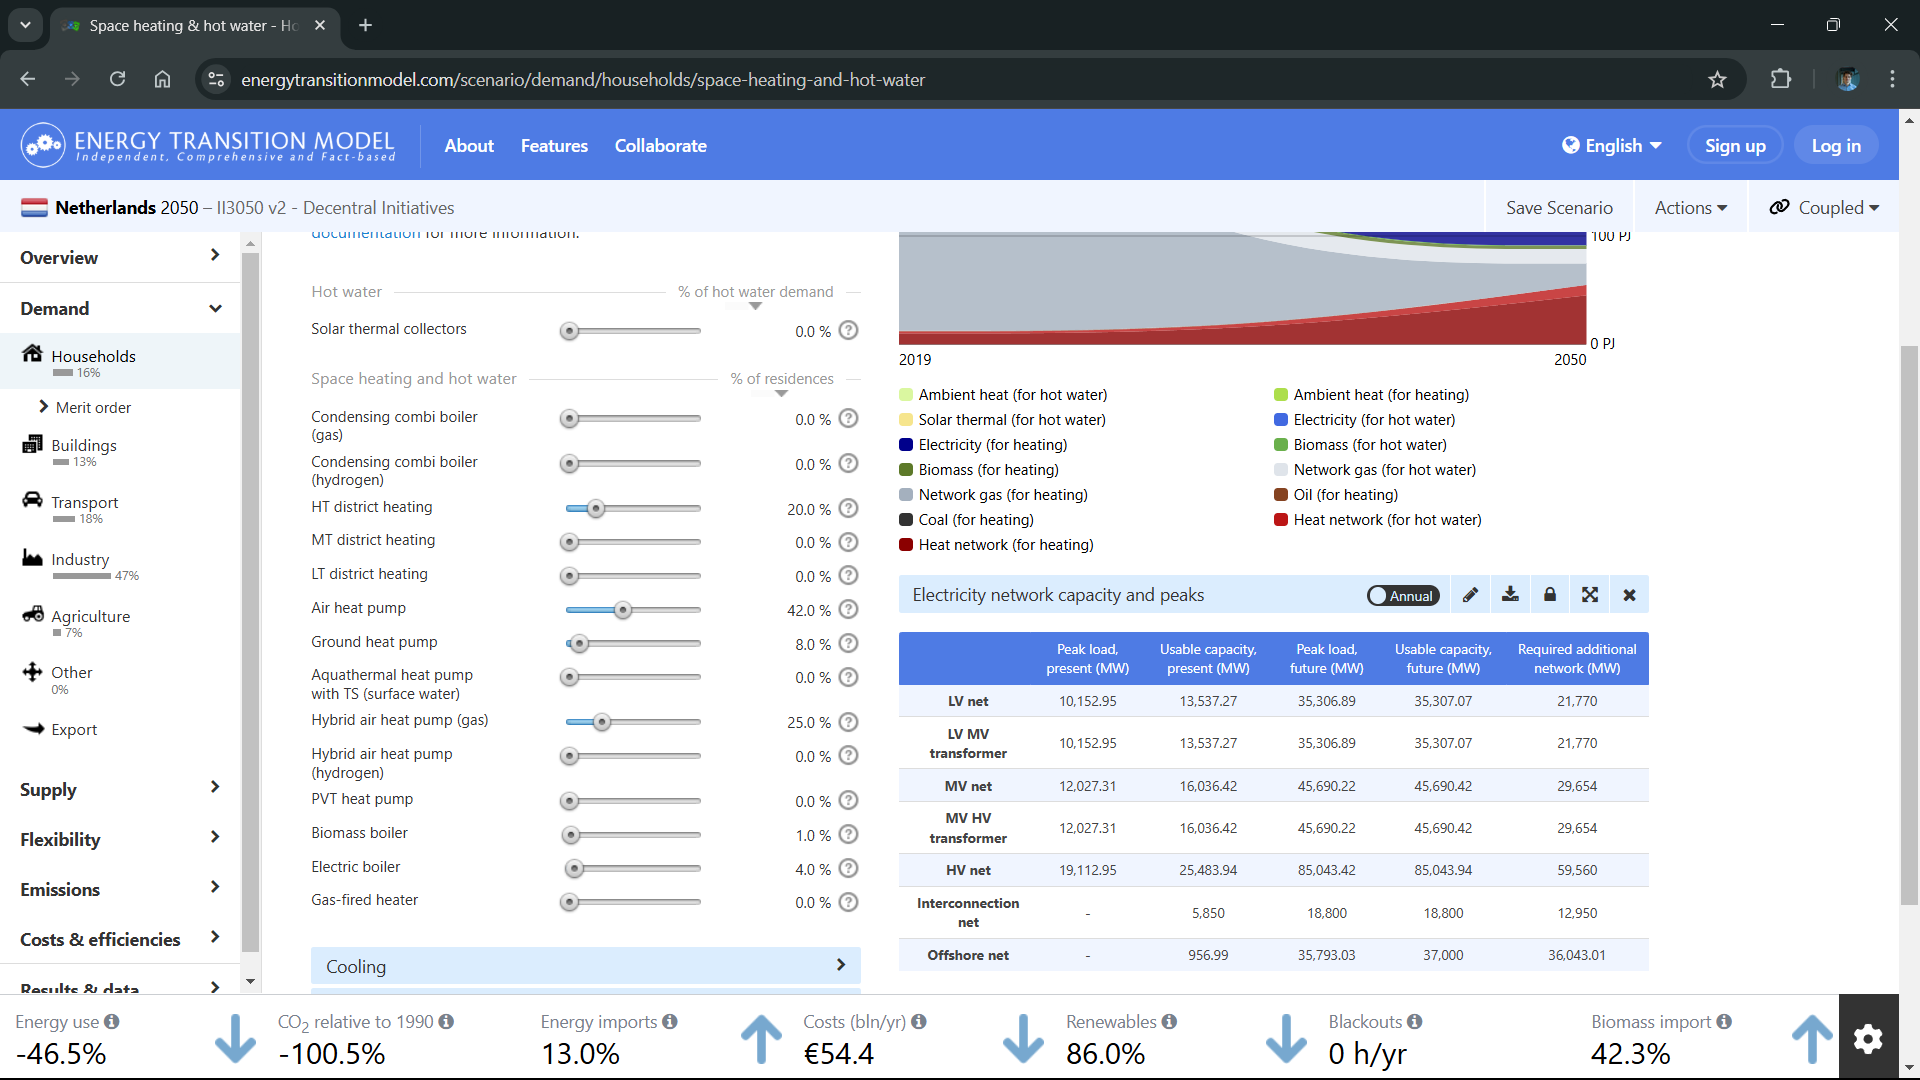 Space heating & hot water - Ho
energytransitionmodel.com/scenario/demand/households/space-heating-and-hot-water
ENERGY TRANSITION MODEL
Independent, Comprehensive and Fact-based
About
Features
Collaborate
English
Sign up
Log in
Netherlands 2050 – II3050 v2 - Decentral Initiatives
Save Scenario
Actions
Coupled
Overview
Demand
Households
16%
Merit order
Buildings
13%
Transport
18%
Industry
47%
Agriculture
7%
Other
0%
Export
Supply
Flexibility
Emissions
Costs & efficiencies
Results & data
documentation for more information.
Hot water
% of hot water demand
Solar thermal collectors
0.0 %
Space heating and hot water
% of residences
Condensing combi boiler
(gas)
0.0 %
Condensing combi boiler
(hydrogen)
0.0 %
HT district heating
20.0 %
MT district heating
0.0 %
LT district heating
0.0 %
Air heat pump
42.0 %
Ground heat pump
8.0 %
Aquathermal heat pump
with TS (surface water)
0.0 %
Hybrid air heat pump (gas)
25.0 %
Hybrid air heat pump
(hydrogen)
0.0 %
PVT heat pump
0.0 %
Biomass boiler
1.0 %
Electric boiler
4.0 %
Gas-fired heater
0.0 %
Cooling
100 PJ
0 PJ
2019
2050
Ambient heat (for hot water)
Ambient heat (for heating)
Solar thermal (for hot water)
Electricity (for hot water)
Electricity (for heating)
Biomass (for hot water)
Biomass (for heating)
Network gas (for hot water)
Network gas (for heating)
Oil (for heating)
Coal (for heating)
Heat network (for hot water)
Heat network (for heating)
Electricity network capacity and peaks
Annual
Peak load, present (MW) Usable capacity, present (MW) Peak load, future (MW) Usable capacity, future (MW) Required additional network (MW)
LV net 10,152.95 13,537.27 35,306.89 35,307.07 21,770
LV MV transformer 10,152.95 13,537.27 35,306.89 35,307.07 21,770
MV net 12,027.31 16,036.42 45,690.22 45,690.42 29,654
MV HV transformer 12,027.31 16,036.42 45,690.22 45,690.42 29,654
HV net 19,112.95 25,483.94 85,043.42 85,043.94 59,560
Interconnection net - 5,850 18,800 18,800 12,950
Offshore net - 956.99 35,793.03 37,000 36,043.01
Energy use
-46.5%
CO2 relative to 1990
-100.5%
Energy imports
13.0%
Costs (bln/yr)
€54.4
Renewables
86.0%
Blackouts
0 h/yr
Biomass import
42.3%